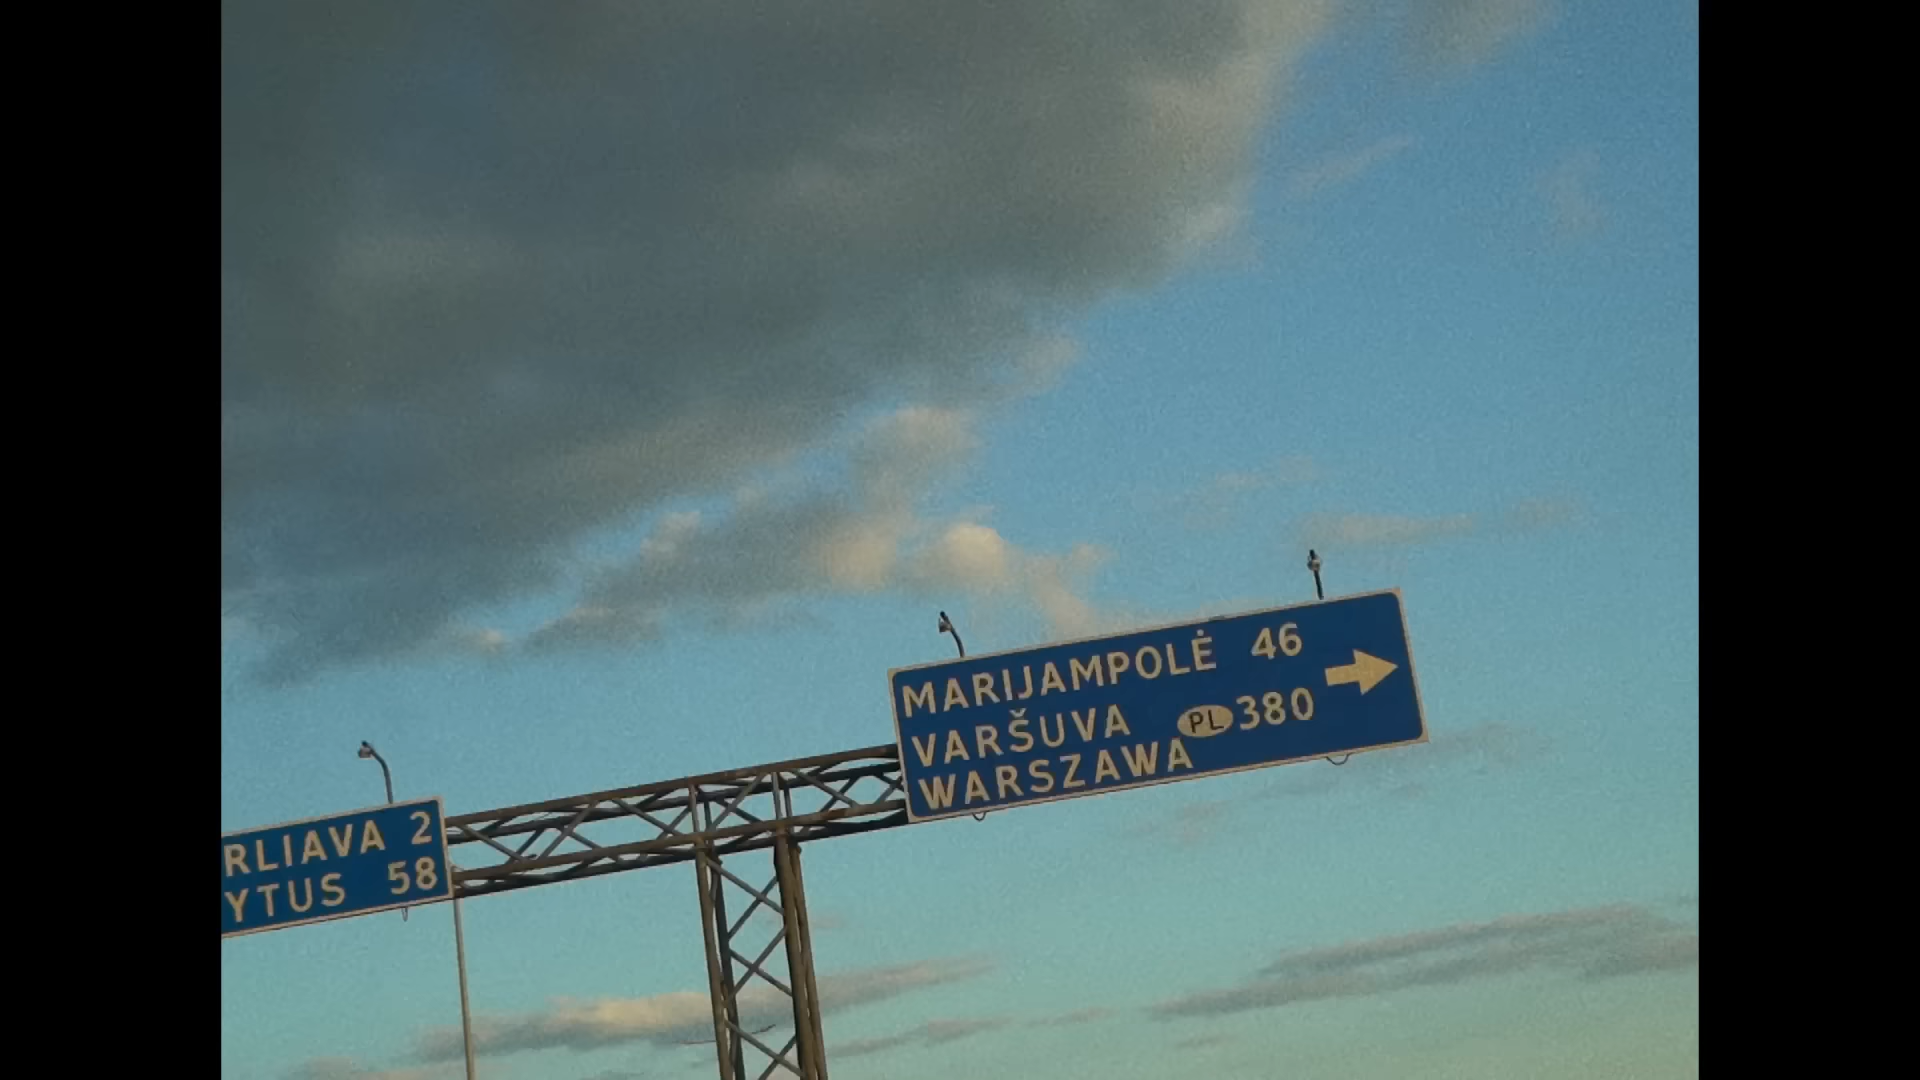 RLIAVA 2
YTUS 58
MARIJAMPOLĖ 46
VARŠUVA PL 380
WARSZAWA